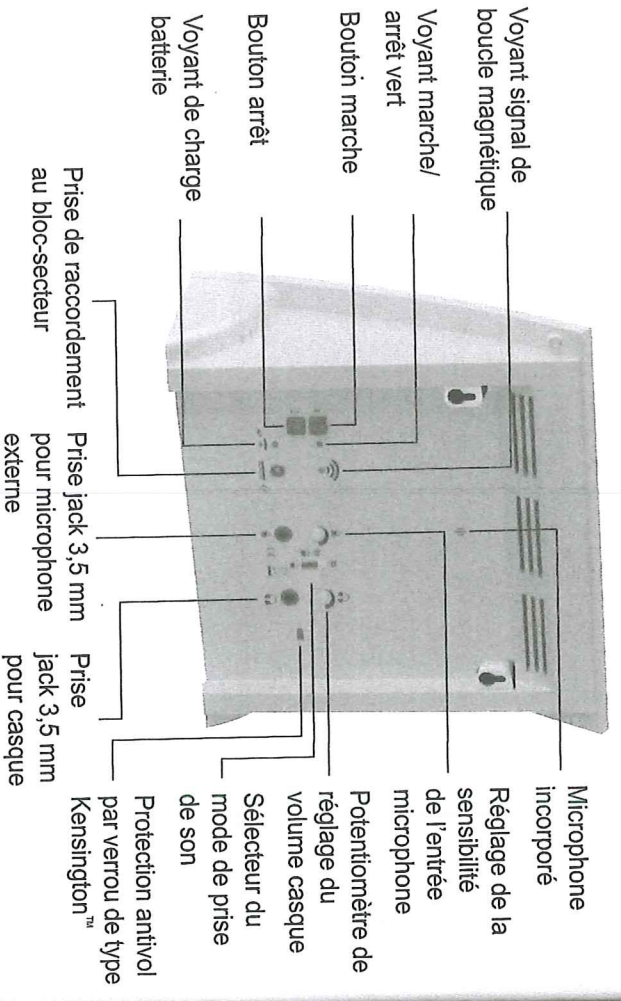 Voyant signal de
boucle magnétique
Voyant marche/
arrêt vert
Bouton marche
Bouton arrêt
Voyant de charge
batterie
Prise de raccordement
au bloc-secteur
Prise jack 3,5 mm
pour microphone
externe
Prise
jack 3,5 mm
pour casque
Microphone
incorporé
Réglage de la
sensibilité
de l'entrée
microphone
Potentiomètre de
réglage du
volume casque
Sélecteur du
mode de prise
de son
Protection antivol
par verrou de type
Kensington™